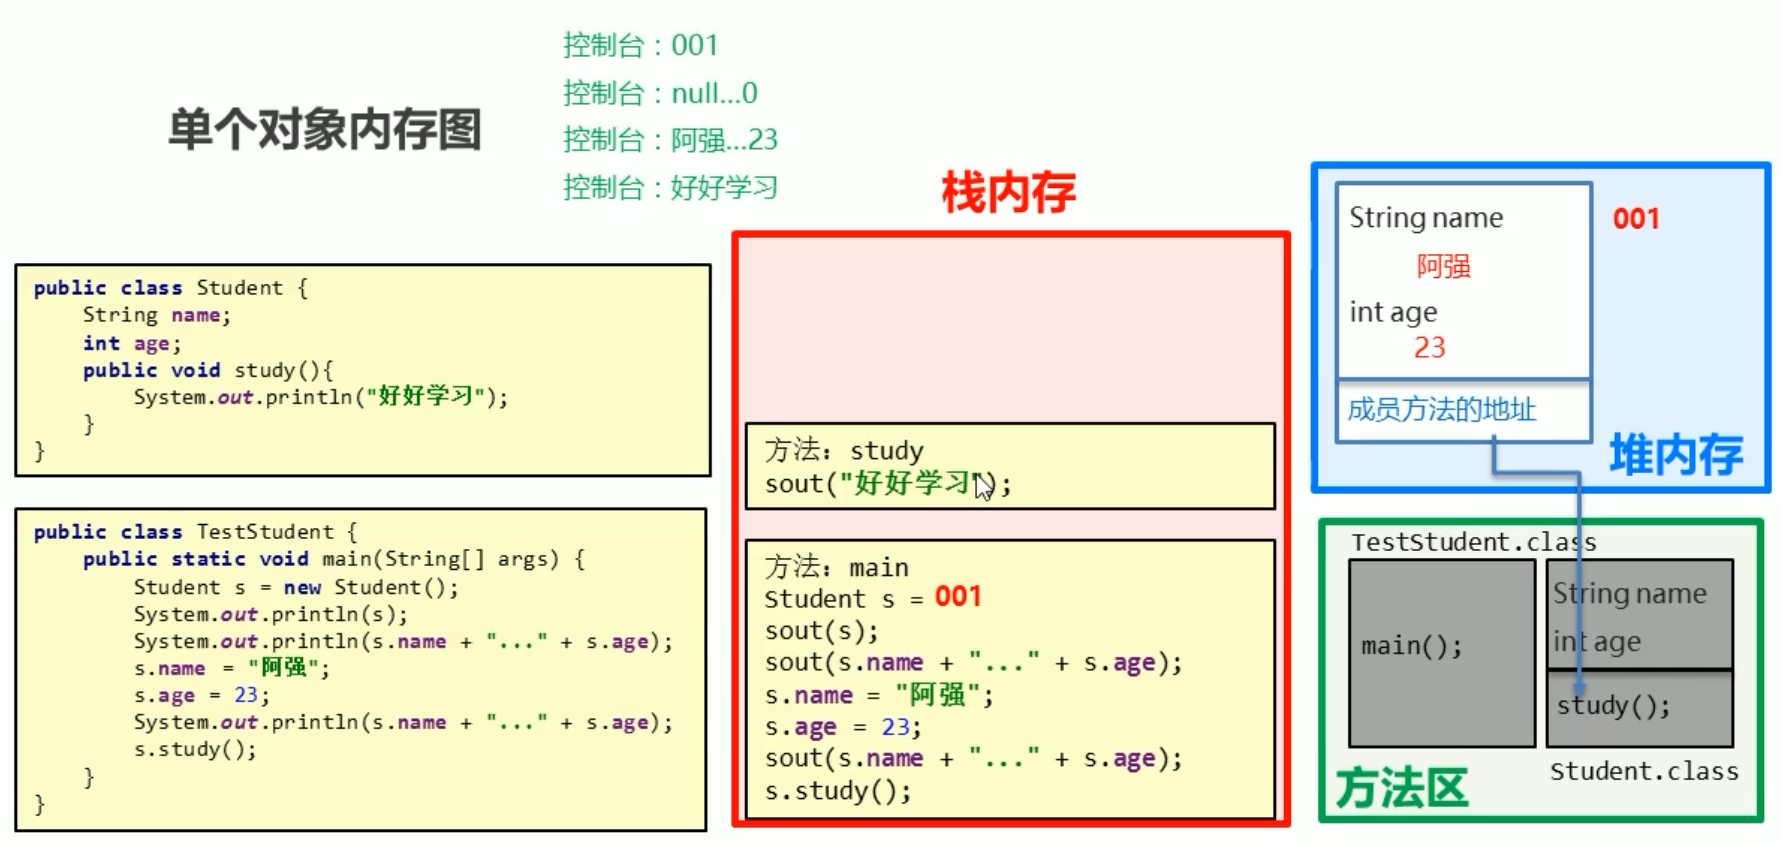 单个对象内存图
控制台：001
控制台：null...0
控制台：阿强...23
控制台：好好学习
public class Student {
String name;
int age;
public void study(){
System.out.println("好好学习");
}
}
public class TestStudent {
public static void main(String[] args) {
Student s = new Student();
System.out.println(s);
System.out.println(s.name + "..." + s.age);
s.name = "阿强";
s.age = 23;
System.out.println(s.name + "..." + s.age);
s.study();
}
}
栈内存
方法: study
sout("好好学习");
方法: main
Student s = 001
sout(s);
sout(s.name + "..." + s.age);
s.name = "阿强";
s.age = 23;
sout(s.name + "..." + s.age);
s.study();
String name
阿强
int age
23
成员方法的地址
001
堆内存
TestStudent.class
main();
String name
int age
study();
Student.class
方法区